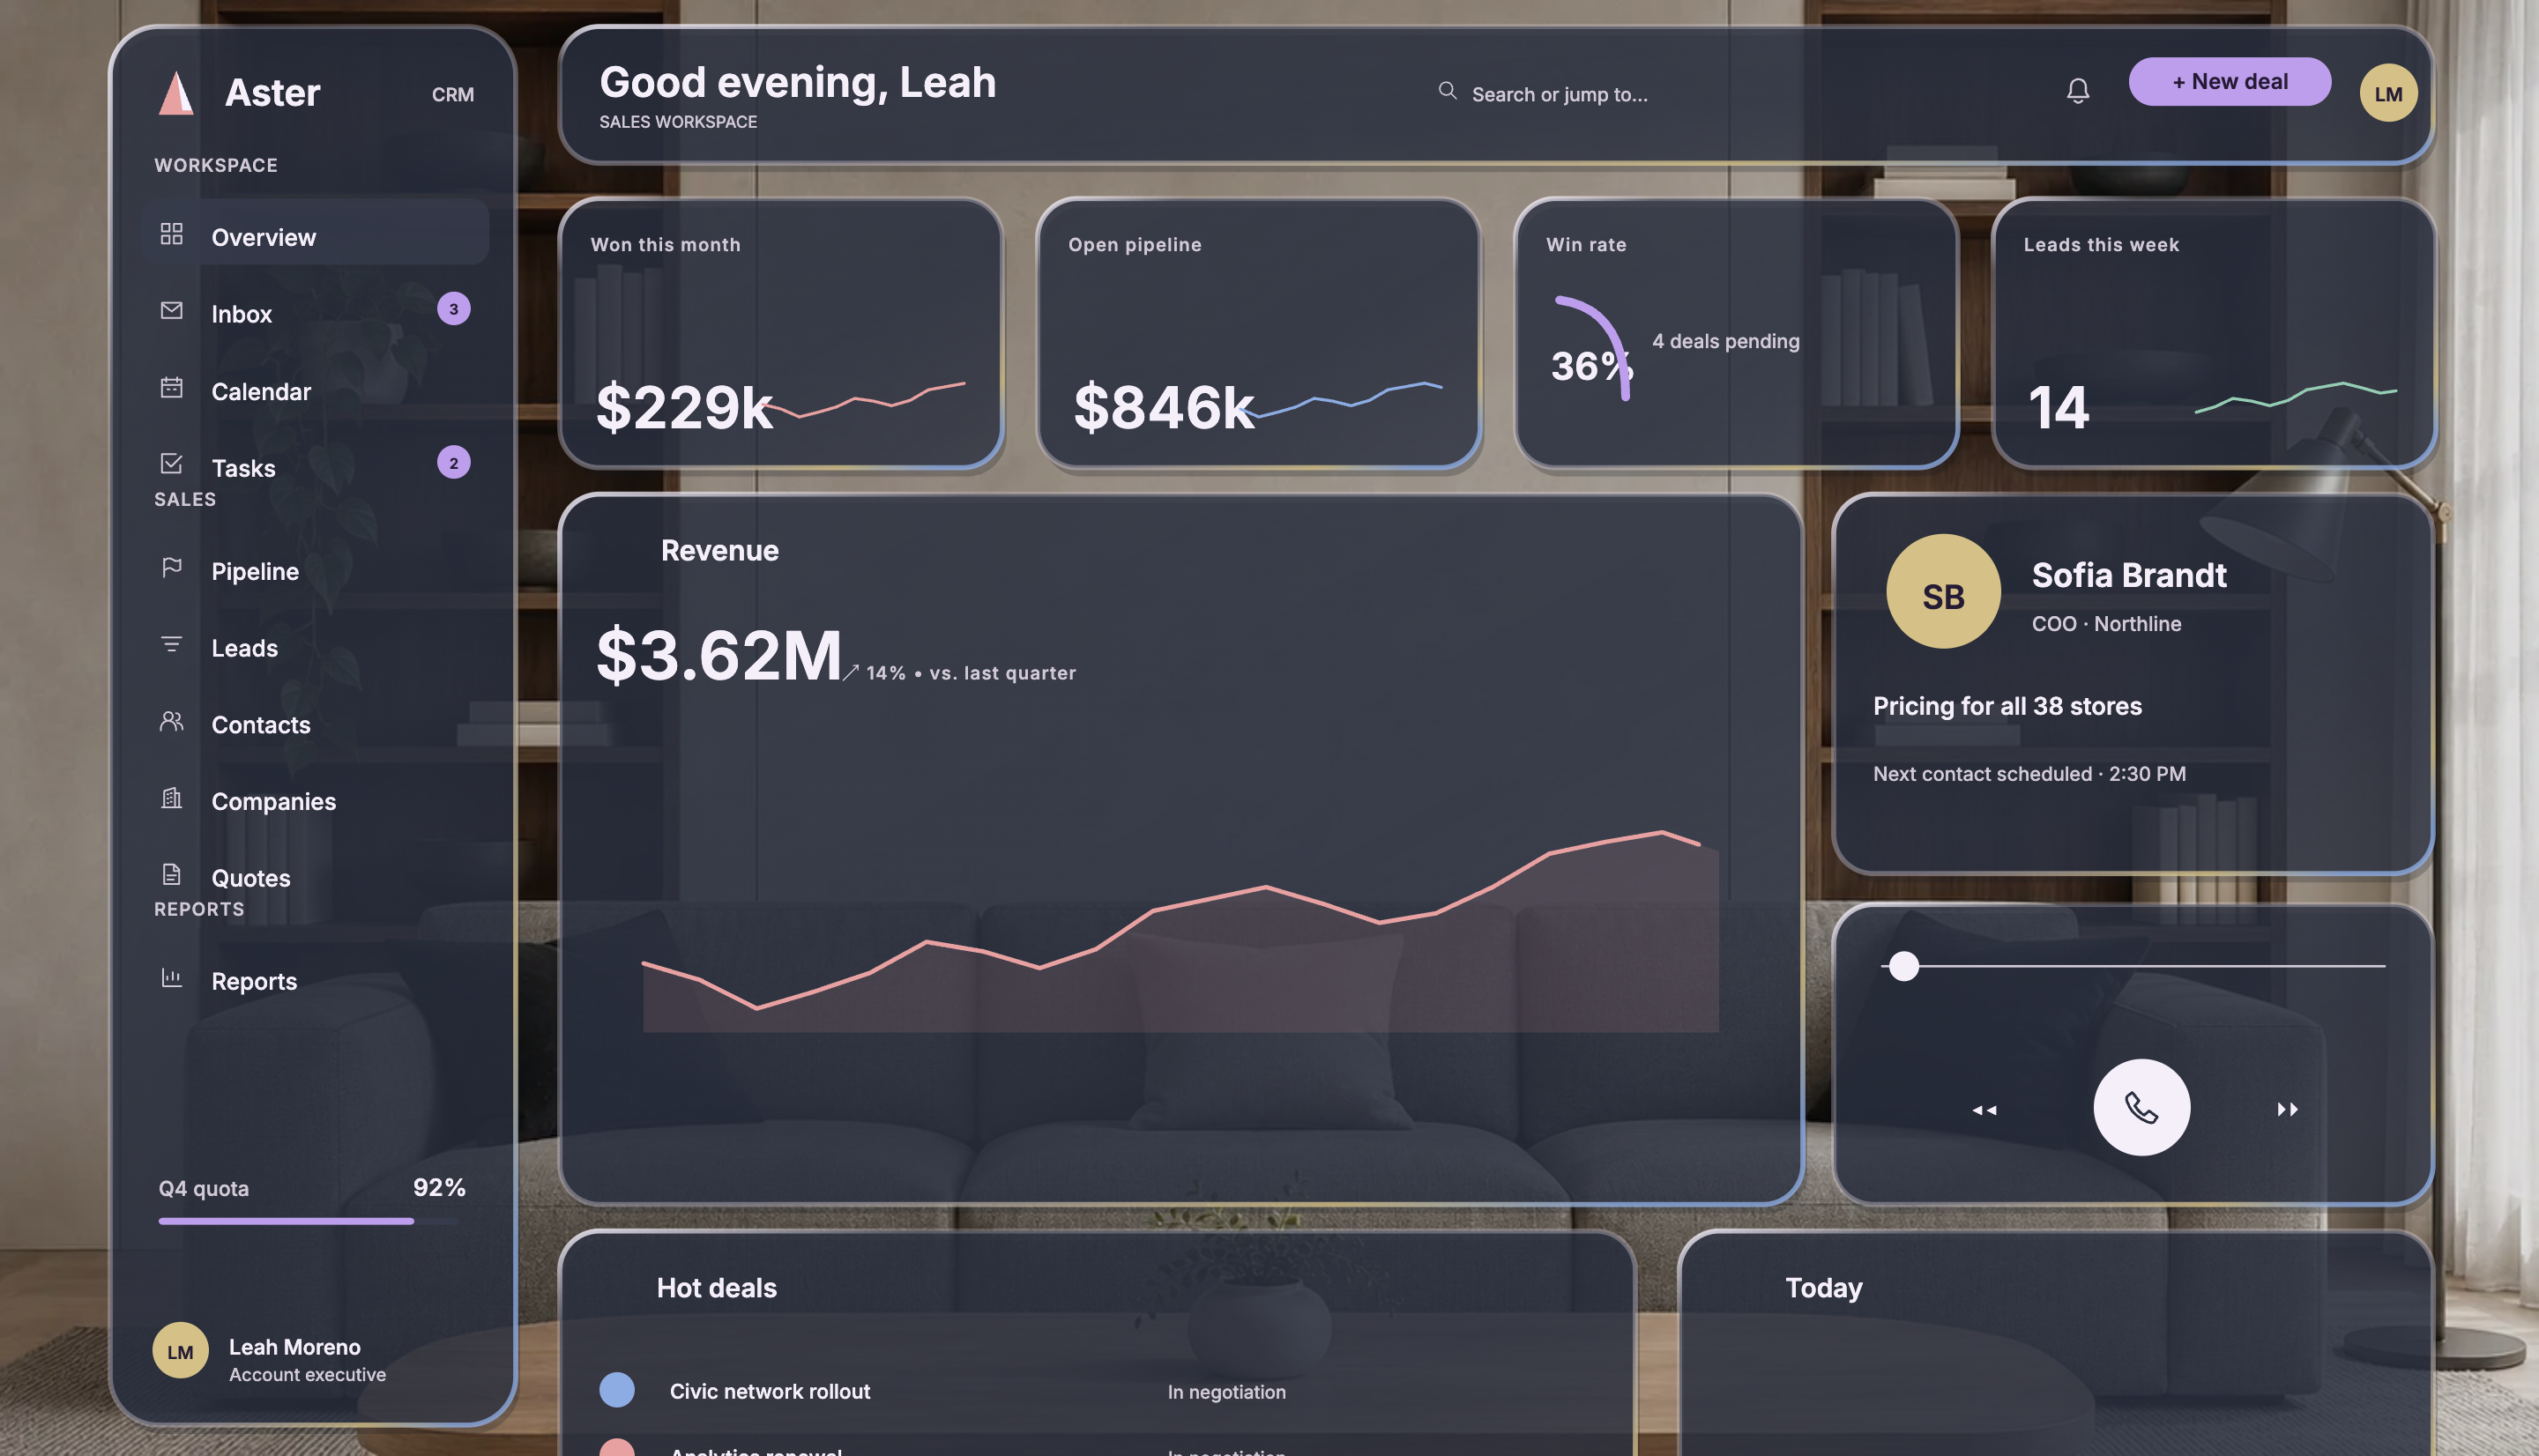 Aster
CRM
WORKSPACE
Overview
Inbox
3
Calendar
Tasks
2
SALES
Pipeline
Leads
Contacts
Companies
Quotes
REPORTS
Reports
Q4 quota
92%
LM
Leah Moreno
Account executive
Good evening, Leah
SALES WORKSPACE
Search or jump to...
+ New deal
LM
Won this month
$229k
Open pipeline
$846k
Win rate
36%
4 deals pending
Leads this week
14
Revenue
$3.62M
↗ 14% • vs. last quarter
SB
Sofia Brandt
COO · Northline
Pricing for all 38 stores
Next contact scheduled · 2:30 PM
Hot deals
Civic network rollout
In negotiation
Analytics renewal
In negotiation
Today